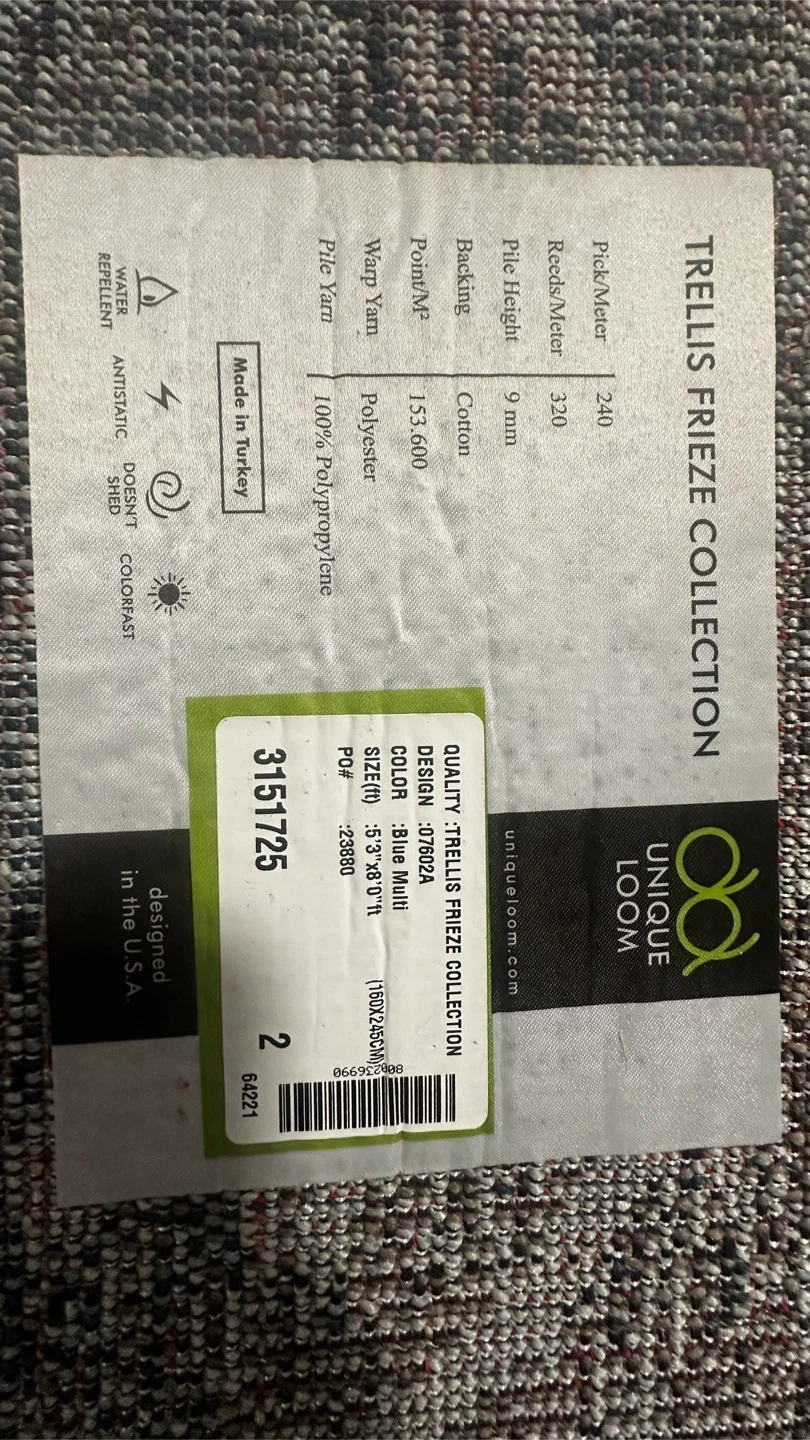 TRELLIS FRIEZE COLLECTION
Pick/Meter 240
Reeds/Meter 320
Pile Height 9 mm
Backing Cotton
Point/M² 153.600
Warp Yarn Polyester
Pile Yarn 100% Polypropylene
Made in Turkey
WATER
REPELLENT
ANTISTATIC
DOESN'T
SHED
COLORFAST
UNIQUE
LOOM
uniqueloom.com
QUALITY :TRELLIS FRIEZE COLLECTION
DESIGN :07602A
COLOR :Blue Multi
SIZE(ft) :5'3"x8'0"ft (160X245CM)
PO# :23880
3151725 2
64221
designed
in the U.S.A.